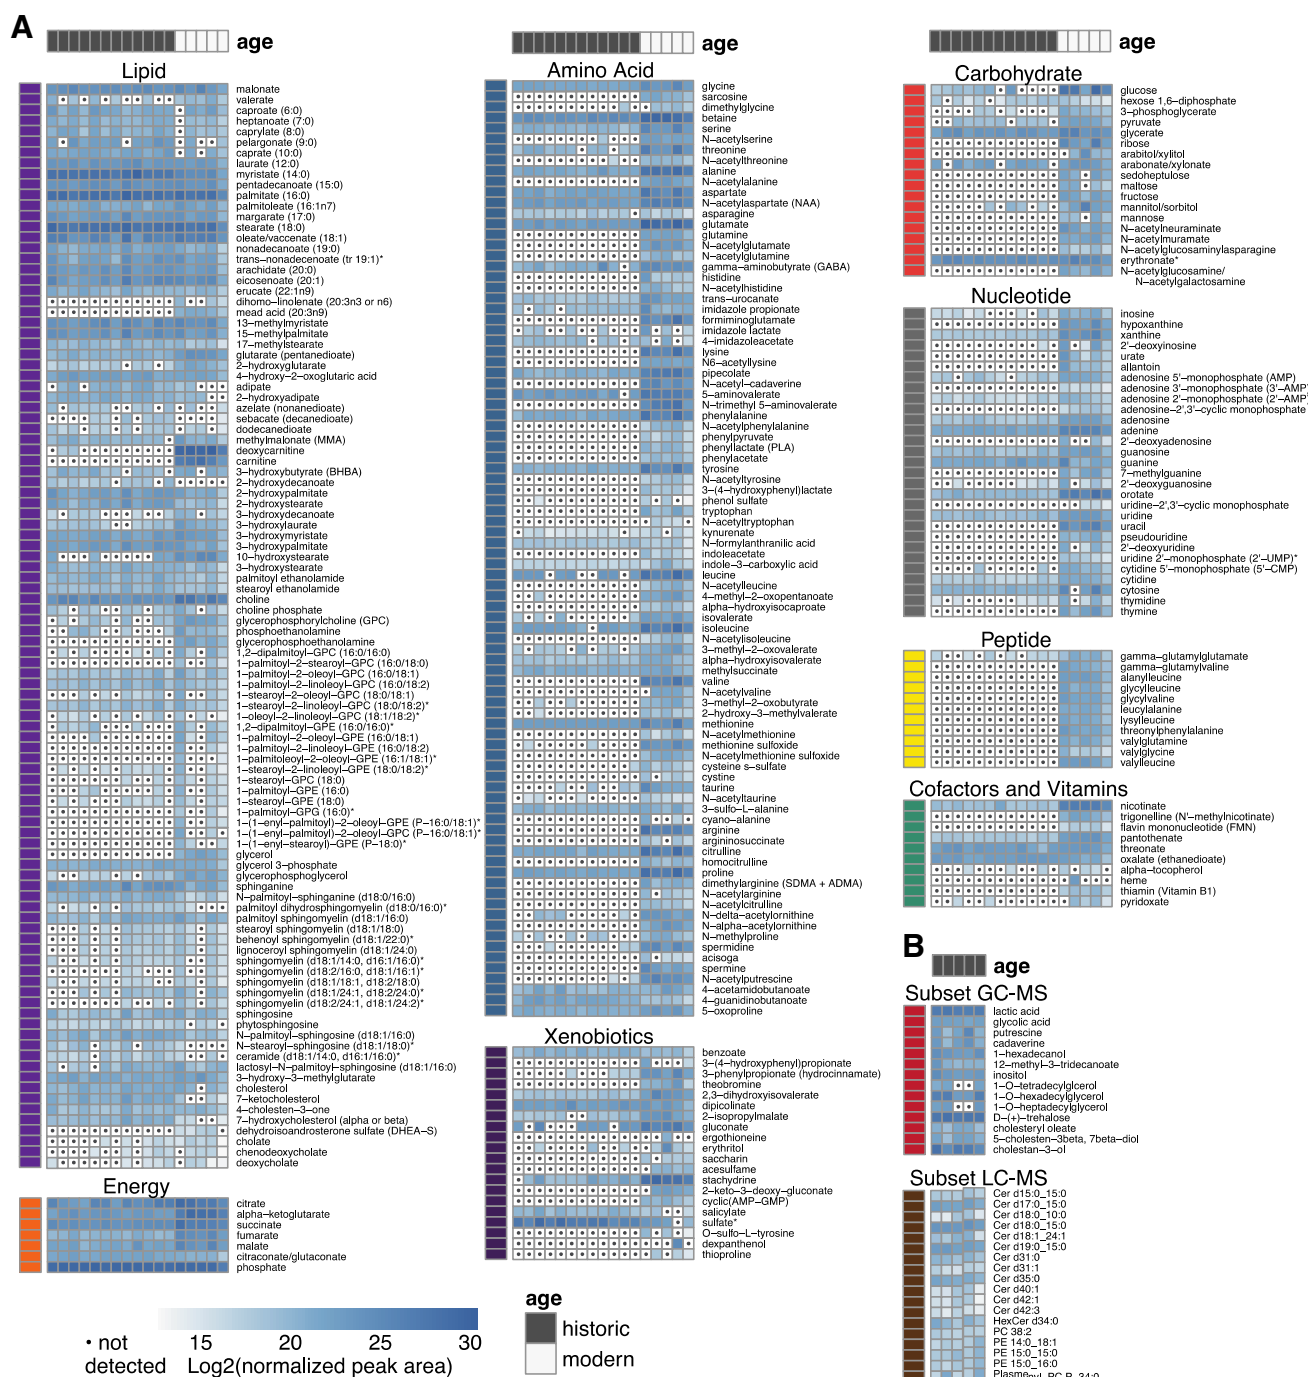 A
age
Lipid
malonate
valerate
caproate (6:0)
heptanoate (7:0)
caprylate (8:0)
pelargonate (9:0)
caprate (10:0)
laurate (12:0)
myristate (14:0)
pentadecanoate (15:0)
palmitate (16:0)
palmitoleate (16:1n7)
margarate (17:0)
stearate (18:0)
oleate/vaccenate (18:1)
nonadecanoate (19:0)
trans–nonadecenoate (tr 19:1)*
arachidate (20:0)
eicosenoate (20:1)
erucate (22:1n9)
dihomo–linolenate (20:3n3 or n6)
mead acid (20:3n9)
13–methylmyristate
15–methylpalmitate
17–methylstearate
glutarate (pentanedioate)
2–hydroxyglutarate
4–hydroxy–2–oxoglutaric acid
adipate
2–hydroxyadipate
azelate (nonanedioate)
sebacate (decanedioate)
dodecanedioate
methylmalonate (MMA)
deoxycarnitine
carnitine
3–hydroxybutyrate (BHBA)
2–hydroxydecanoate
2–hydroxypalmitate
2–hydroxystearate
3–hydroxydecanoate
3–hydroxylaurate
3–hydroxymyristate
3–hydroxypalmitate
10–hydroxystearate
3–hydroxystearate
palmitoyl ethanolamide
stearoyl ethanolamide
choline
choline phosphate
glycerophosphorylcholine (GPC)
phosphoethanolamine
glycerophosphoethanolamine
1,2–dipalmitoyl–GPC (16:0/16:0)
1–palmitoyl–2–stearoyl–GPC (16:0/18:0)
1–palmitoyl–2–oleoyl–GPC (16:0/18:1)
1–palmitoyl–2–linoleoyl–GPC (16:0/18:2)
1–stearoyl–2–oleoyl–GPC (18:0/18:1)
1–stearoyl–2–linoleoyl–GPC (18:0/18:2)*
1–oleoyl–2–linoleoyl–GPC (18:1/18:2)*
1,2–dipalmitoyl–GPE (16:0/16:0)*
1–palmitoyl–2–oleoyl–GPE (16:0/18:1)
1–palmitoyl–2–linoleoyl–GPE (16:0/18:2)
1–palmitoleoyl–2–oleoyl–GPE (16:1/18:1)*
1–stearoyl–2–linoleoyl–GPE (18:0/18:2)*
1–stearoyl–GPC (18:0)
1–palmitoyl–GPE (16:0)
1–stearoyl–GPE (18:0)
1–palmitoyl–GPG (16:0)*
1–(1–enyl–palmitoyl)–2–oleoyl–GPE (P–16:0/18:1)*
1–(1–enyl–palmitoyl)–2–oleoyl–GPC (P–16:0/18:1)*
1–(1–enyl–stearoyl)–GPE (P–18:0)*
glycerol
glycerol 3–phosphate
glycerophosphoglycerol
sphinganine
N–palmitoyl–sphinganine (d18:0/16:0)
palmitoyl dihydrosphingomyelin (d18:0/16:0)*
palmitoyl sphingomyelin (d18:1/16:0)
stearoyl sphingomyelin (d18:1/18:0)
behenoyl sphingomyelin (d18:1/22:0)*
lignoceroyl sphingomyelin (d18:1/24:0)
sphingomyelin (d18:1/14:0, d16:1/16:0)*
sphingomyelin (d18:2/16:0, d18:1/16:1)*
sphingomyelin (d18:1/18:1, d18:2/18:0)
sphingomyelin (d18:1/24:1, d18:2/24:0)*
sphingomyelin (d18:2/24:1, d18:1/24:2)*
sphingosine
phytosphingosine
N–palmitoyl–sphingosine (d18:1/16:0)
N–stearoyl–sphingosine (d18:1/18:0)*
ceramide (d18:1/14:0, d16:1/16:0)*
lactosyl–N–palmitoyl–sphingosine (d18:1/16:0)
3–hydroxy–3–methylglutarate
cholesterol
7–ketocholesterol
4–cholesten–3–one
7–hydroxycholesterol (alpha or beta)
dehydroisoandrosterone sulfate (DHEA–S)
cholate
chenodeoxycholate
deoxycholate
Energy
citrate
alpha–ketoglutarate
succinate
fumarate
malate
citraconate/glutaconate
phosphate
• not detected
15 20 25 30
Log2(normalized peak area)
age
Amino Acid
glycine
sarcosine
dimethylglycine
betaine
serine
N–acetylserine
threonine
N–acetylthreonine
alanine
N–acetylalanine
aspartate
N–acetylaspartate (NAA)
asparagine
glutamate
glutamine
N–acetylglutamate
N–acetylglutamine
gamma–aminobutyrate (GABA)
histidine
N–acetylhistidine
trans–urocanate
imidazole propionate
formiminoglutamate
imidazole lactate
4–imidazoleacetate
lysine
N6–acetyllysine
pipecolate
N–acetyl–cadaverine
5–aminovalerate
N–trimethyl 5–aminovalerate
phenylalanine
N–acetylphenylalanine
phenylpyruvate
phenyllactate (PLA)
phenylacetate
tyrosine
N–acetyltyrosine
3–(4–hydroxyphenyl)lactate
phenol sulfate
tryptophan
N–acetyltryptophan
kynurenate
N–formylanthranilic acid
indoleacetate
indole–3–carboxylic acid
leucine
N–acetylleucine
4–methyl–2–oxopentanoate
alpha–hydroxyisocaproate
isovalerate
isoleucine
N–acetylisoleucine
3–methyl–2–oxovalerate
alpha–hydroxyisovalerate
methylsuccinate
valine
N–acetylvaline
3–methyl–2–oxobutyrate
2–hydroxy–3–methylvalerate
methionine
N–acetylmethionine
methionine sulfoxide
N–acetylmethionine sulfoxide
cysteine s–sulfate
cystine
taurine
N–acetyltaurine
3–sulfo–L–alanine
cyano–alanine
arginine
argininosuccinate
citrulline
homocitrulline
proline
dimethylarginine (SDMA + ADMA)
N–acetylarginine
N–acetylcitrulline
N–delta–acetylornithine
N–alpha–acetylornithine
N–methylproline
spermidine
acisoga
spermine
N–acetylputrescine
4–acetamidobutanoate
4–guanidinobutanoate
5–oxoproline
Xenobiotics
benzoate
3–(4–hydroxyphenyl)propionate
3–phenylpropionate (hydrocinnamate)
theobromine
2,3–dihydroxyisovalerate
dipicolinate
2–isopropylmalate
gluconate
ergothioneine
erythritol
saccharin
acesulfame
stachydrine
2–keto–3–deoxy–gluconate
cyclic(AMP–GMP)
salicylate
sulfate*
O–sulfo–L–tyrosine
dexpanthenol
thioproline
age
historic
modern
age
Carbohydrate
glucose
hexose 1,6–diphosphate
3–phosphoglycerate
pyruvate
glycerate
ribose
arabitol/xylitol
arabonate/xylonate
sedoheptulose
maltose
fructose
mannitol/sorbitol
mannose
N–acetylneuraminate
N–acetylmuramate
N–acetylglucosaminylasparagine
erythronate*
N–acetylglucosamine/
N–acetylgalactosamine
Nucleotide
inosine
hypoxanthine
xanthine
2'–deoxyinosine
urate
allantoin
adenosine 5'–monophosphate (AMP)
adenosine 3'–monophosphate (3'–AMP)
adenosine 2'–monophosphate (2'–AMP)
adenosine–2',3'–cyclic monophosphate
adenosine
adenine
2'–deoxyadenosine
guanosine
guanine
7–methylguanine
2'–deoxyguanosine
orotate
uridine–2',3'–cyclic monophosphate
uridine
uracil
pseudouridine
2'–deoxyuridine
uridine 2'–monophosphate (2'–UMP)*
cytidine 5'–monophosphate (5'–CMP)
cytidine
cytosine
thymidine
thymine
Peptide
gamma–glutamylglutamate
gamma–glutamylvaline
alanylleucine
glycylleucine
glycylvaline
leucylalanine
lysylleucine
threonylphenylalanine
valylglutamine
valylglycine
valylleucine
Cofactors and Vitamins
nicotinate
trigonelline (N'–methylnicotinate)
flavin mononucleotide (FMN)
pantothenate
threonate
oxalate (ethanedioate)
alpha–tocopherol
heme
thiamin (Vitamin B1)
pyridoxate
B
age
Subset GC–MS
lactic acid
glycolic acid
putrescine
cadaverine
1–hexadecanol
12–methyl–3–tridecanoate
inositol
1–O–tetradecylglcerol
1–O–hexadecylglycerol
1–O–heptadecylglycerol
D–(+)–trehalose
cholesteryl oleate
5–cholesten–3beta, 7beta–diol
cholestan–3–ol
Subset LC–MS
Cer d15:0_15:0
Cer d17:0_15:0
Cer d18:0_10:0
Cer d18:0_15:0
Cer d18:1_24:1
Cer d19:0_15:0
Cer d31:0
Cer d31:1
Cer d35:0
Cer d40:1
Cer d42:1
Cer d42:3
HexCer d34:0
PC 38:2
PE 14:0_18:1
PE 15:0_15:0
PE 15:0_16:0